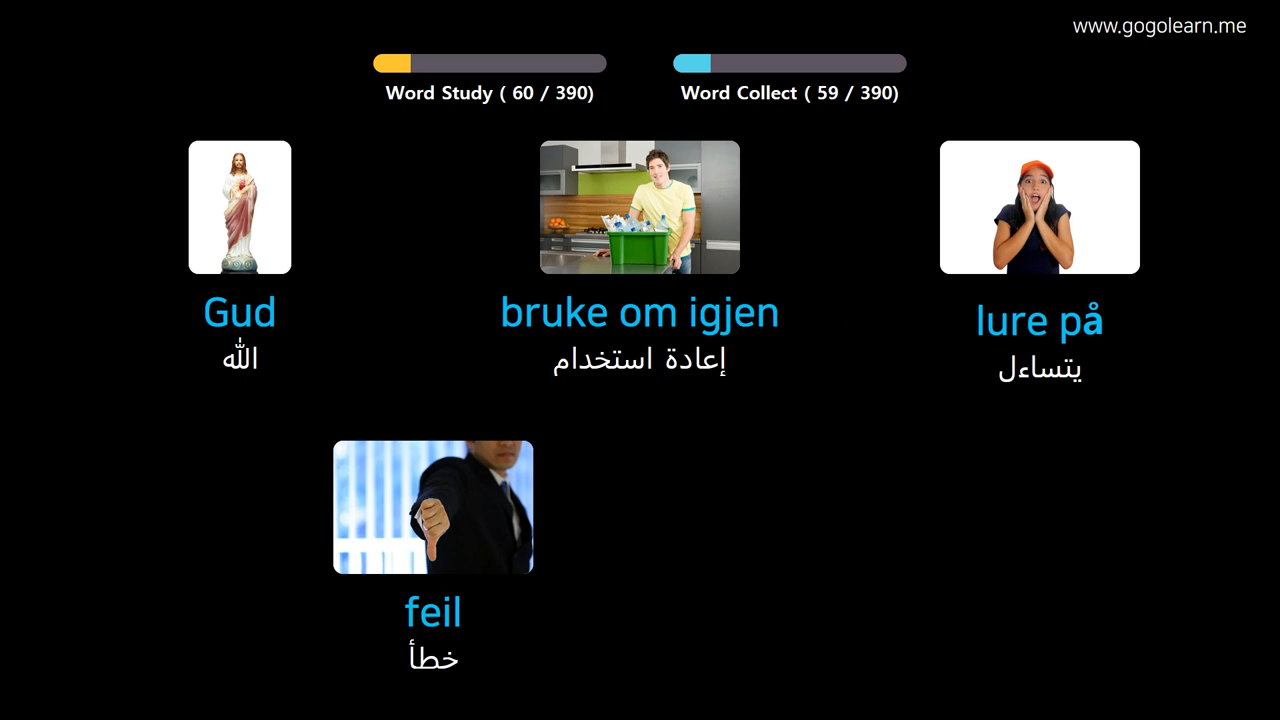 www.gogolearn.me
Word Study ( 60 / 390)
Word Collect ( 59 / 390)
Gud
الله
bruke om igjen
إعادة استخدام
lure på
يتساءل
feil
خطأ